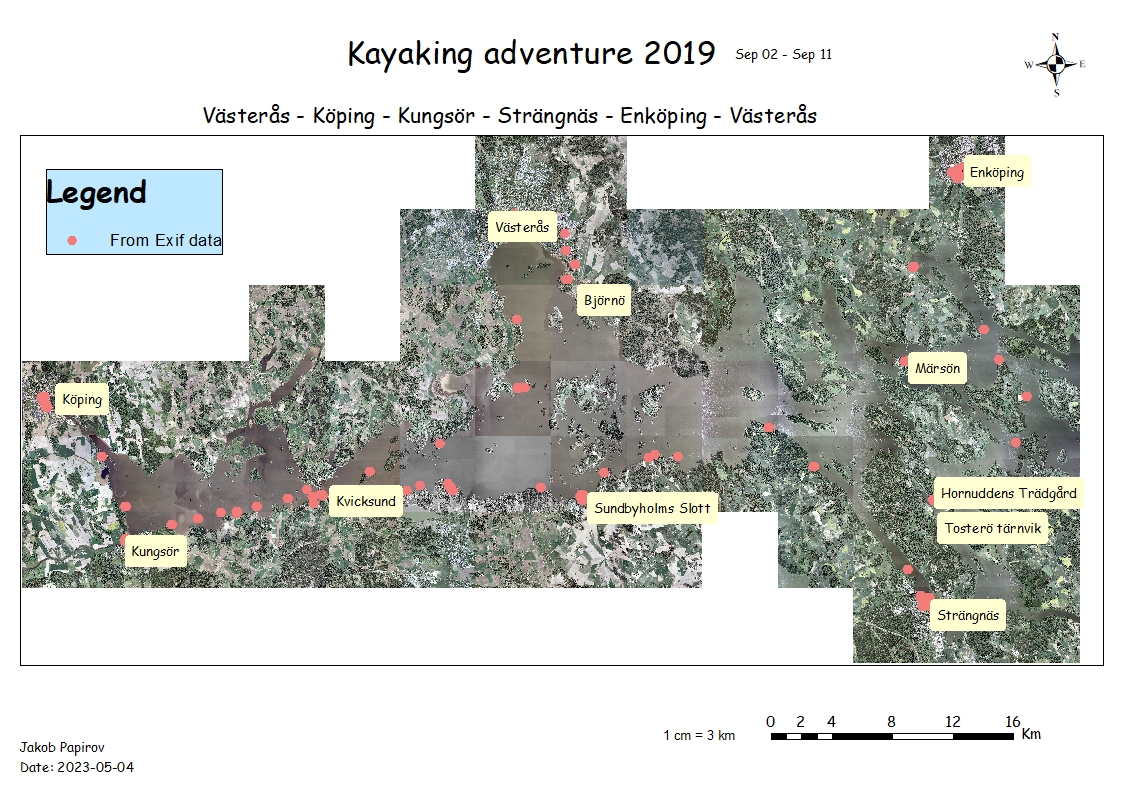 Kayaking adventure 2019 Sep 02 - Sep 11
N
W E
S
Västerås - Köping - Kungsör - Strängnäs - Enköping - Västerås
Legend
From Exif data
Enköping
Västerås
Björnö
Märsön
Köping
Kvicksund
Sundbyholms Slott
Hornuddens Trädgård
Tosterö tärnvik
Kungsör
Strängnäs
0 2 4 8 12 16
1 cm = 3 km Km
Jakob Papirov
Date: 2023-05-04